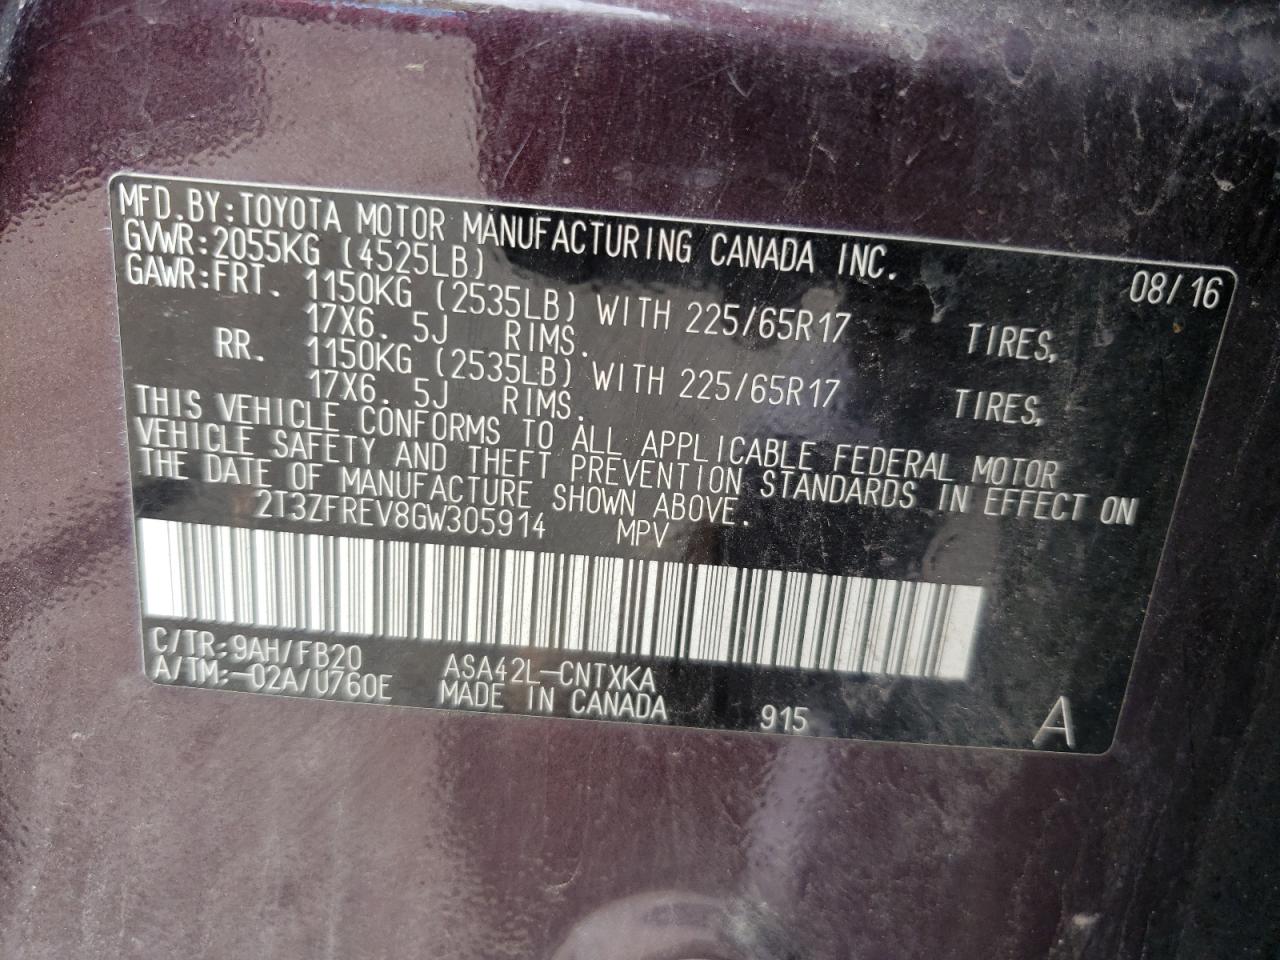 MFD.BY:TOYOTA MOTOR MANUFACTURING CANADA INC. 08/16
GVWR:2055KG (4525LB)
GAWR:FRT. 1150KG (2535LB) WITH 225/65R17 TIRES,
17X6. 5J RIMS.
RR. 1150KG (2535LB) WITH 225/65R17 TIRES,
17X6. 5J RIMS.
THIS VEHICLE CONFORMS TO ALL APPLICABLE FEDERAL MOTOR
VEHICLE SAFETY AND THEFT PREVENTION STANDARDS IN EFFECT ON
THE DATE OF MANUFACTURE SHOWN ABOVE.
2T3ZFREV8GW305914 MPV
C/TR:9AH/FB20 ASA42L-CNTXKA
A/TM:-02A/U760E MADE IN CANADA 915 A